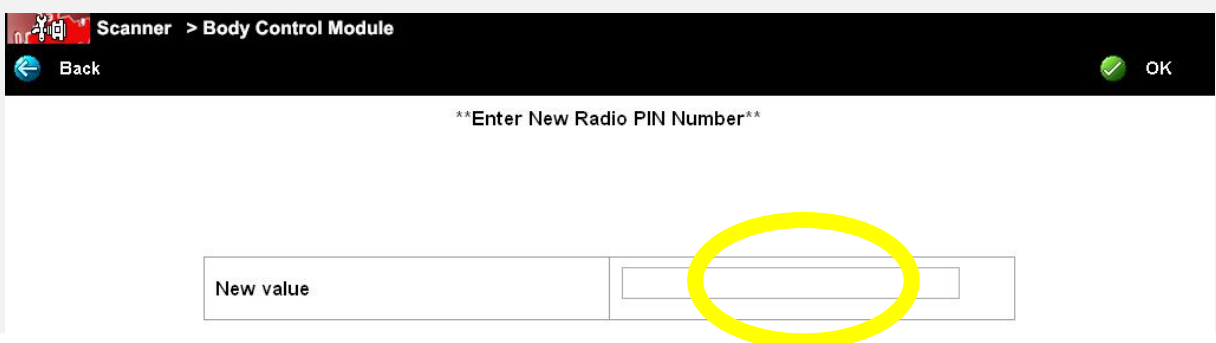 Scanner > Body Control Module
Back
OK
**Enter New Radio PIN Number**
New value